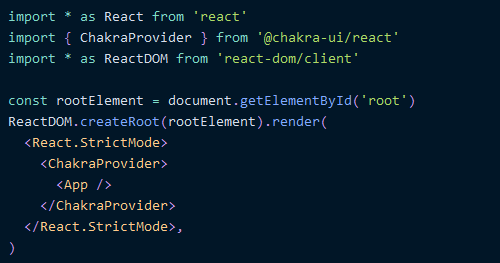 import * as React from 'react'
import { ChakraProvider } from '@chakra-ui/react'
import * as ReactDOM from 'react-dom/client'

const rootElement = document.getElementById('root')
ReactDOM.createRoot(rootElement).render(
  <React.StrictMode>
    <ChakraProvider>
      <App />
    </ChakraProvider>
  </React.StrictMode>,
)